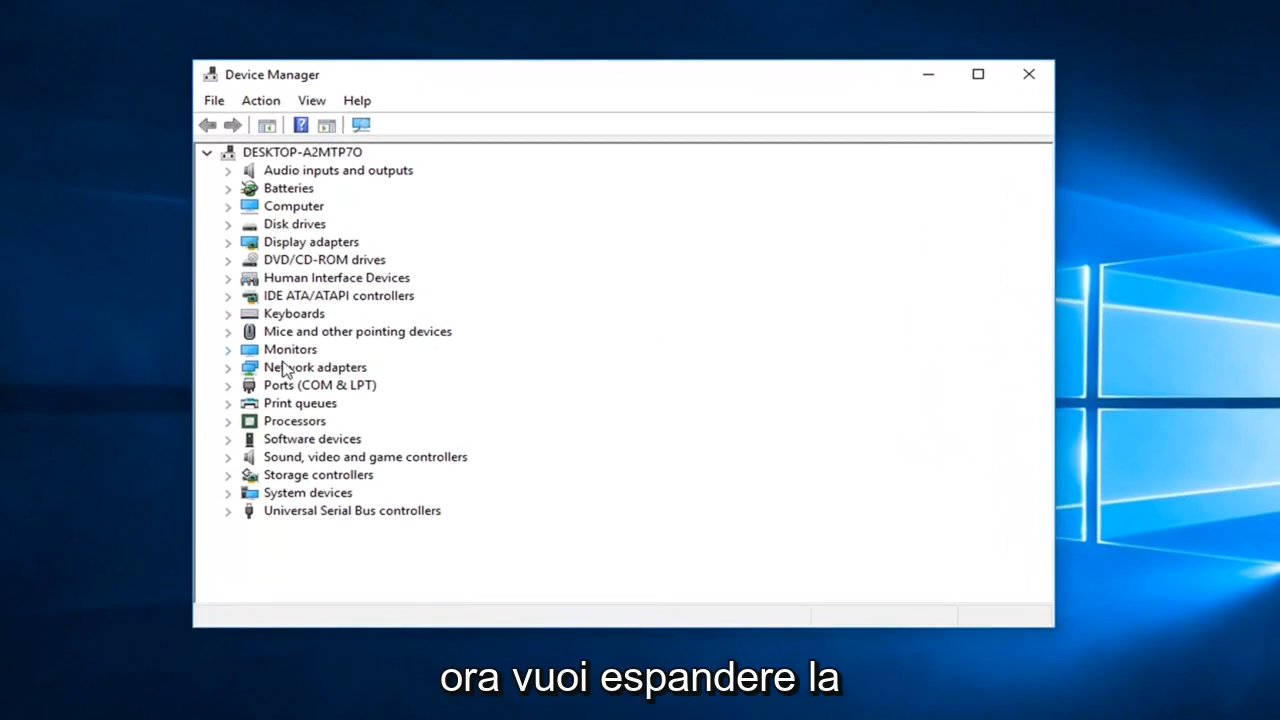 Device Manager
File Action View Help
DESKTOP-A2MTP7O
Audio inputs and outputs
Batteries
Computer
Disk drives
Display adapters
DVD/CD-ROM drives
Human Interface Devices
IDE ATA/ATAPI controllers
Keyboards
Mice and other pointing devices
Monitors
Network adapters
Ports (COM & LPT)
Print queues
Processors
Software devices
Sound, video and game controllers
Storage controllers
System devices
Universal Serial Bus controllers
ora vuoi espandere la